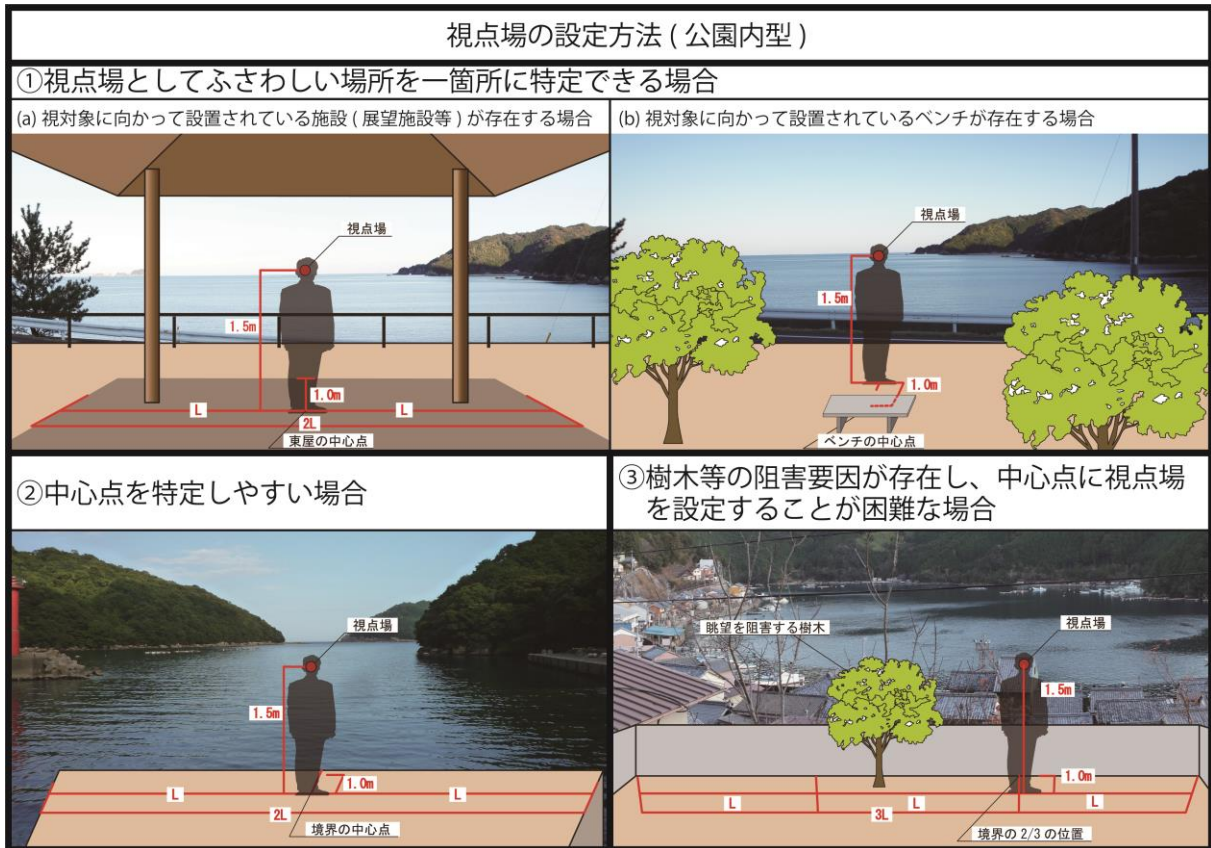 視点場の設定方法 ( 公園内型 )
①視点場としてふさわしい場所を一箇所に特定できる場合
(a) 視対象に向かって設置されている施設 ( 展望施設等 ) が存在する場合
視点場
1.5m
1.0m
L
L
2L
東屋の中心点
(b) 視対象に向かって設置されているベンチが存在する場合
視点場
1.5m
1.0m
ベンチの中心点
②中心点を特定しやすい場合
視点場
1.5m
1.0m
L
L
2L
境界の中心点
③樹木等の阻害要因が存在し、中心点に視点場
を設定することが困難な場合
眺望を阻害する樹木
視点場
1.5m
1.0m
L
L
L
3L
境界の 2/3 の位置